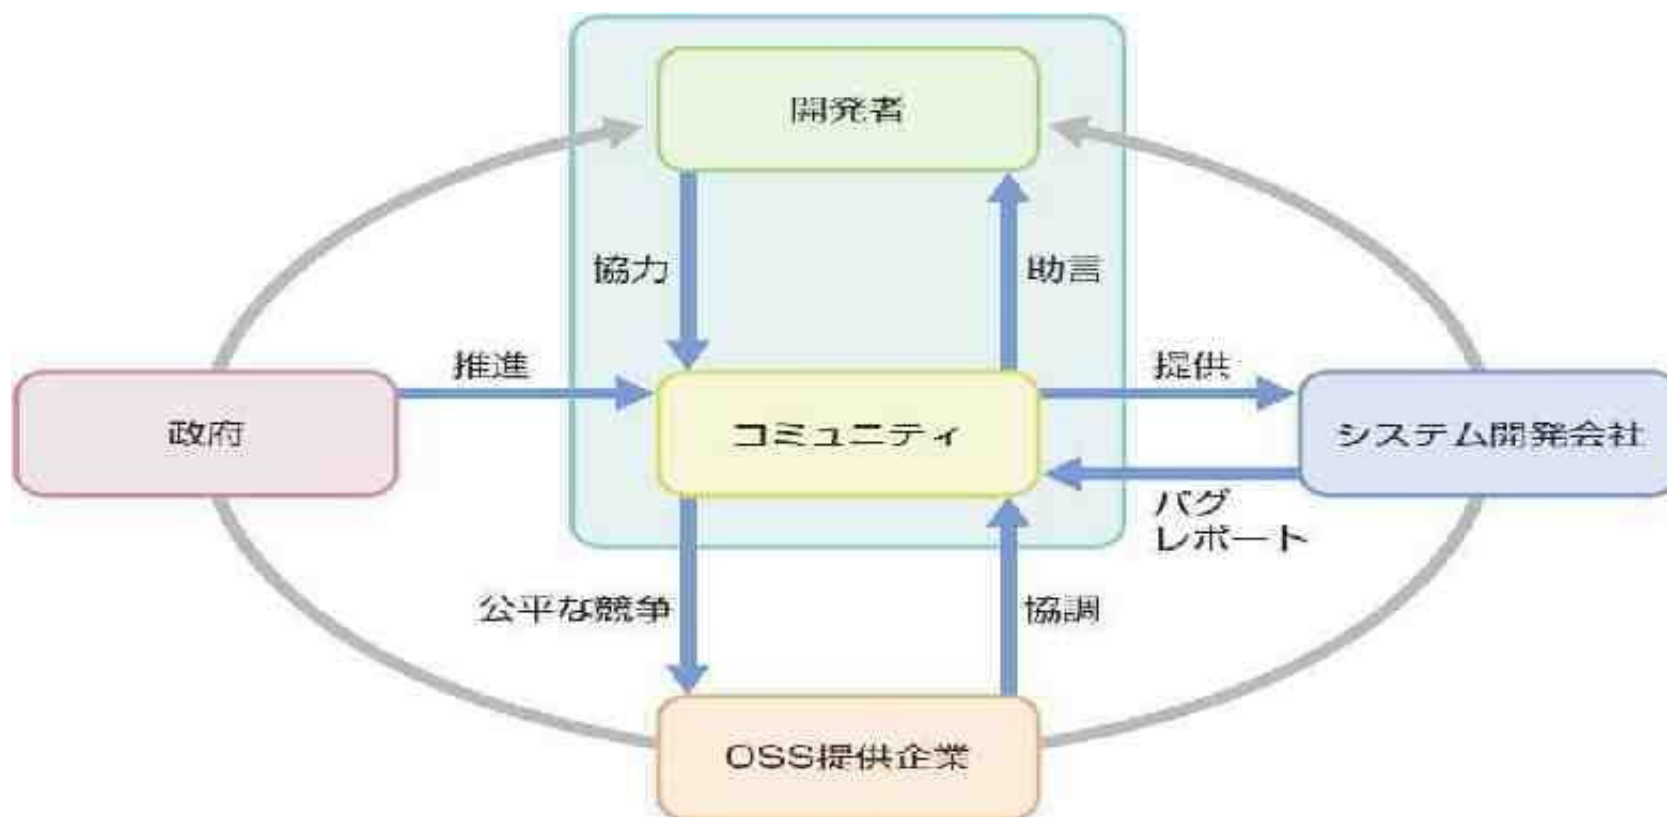 開発者
協力
助言
推進
提供
政府
コミュニティ
システム開発会社
バグ
レポート
公平な競争
協調
OSS提供企業